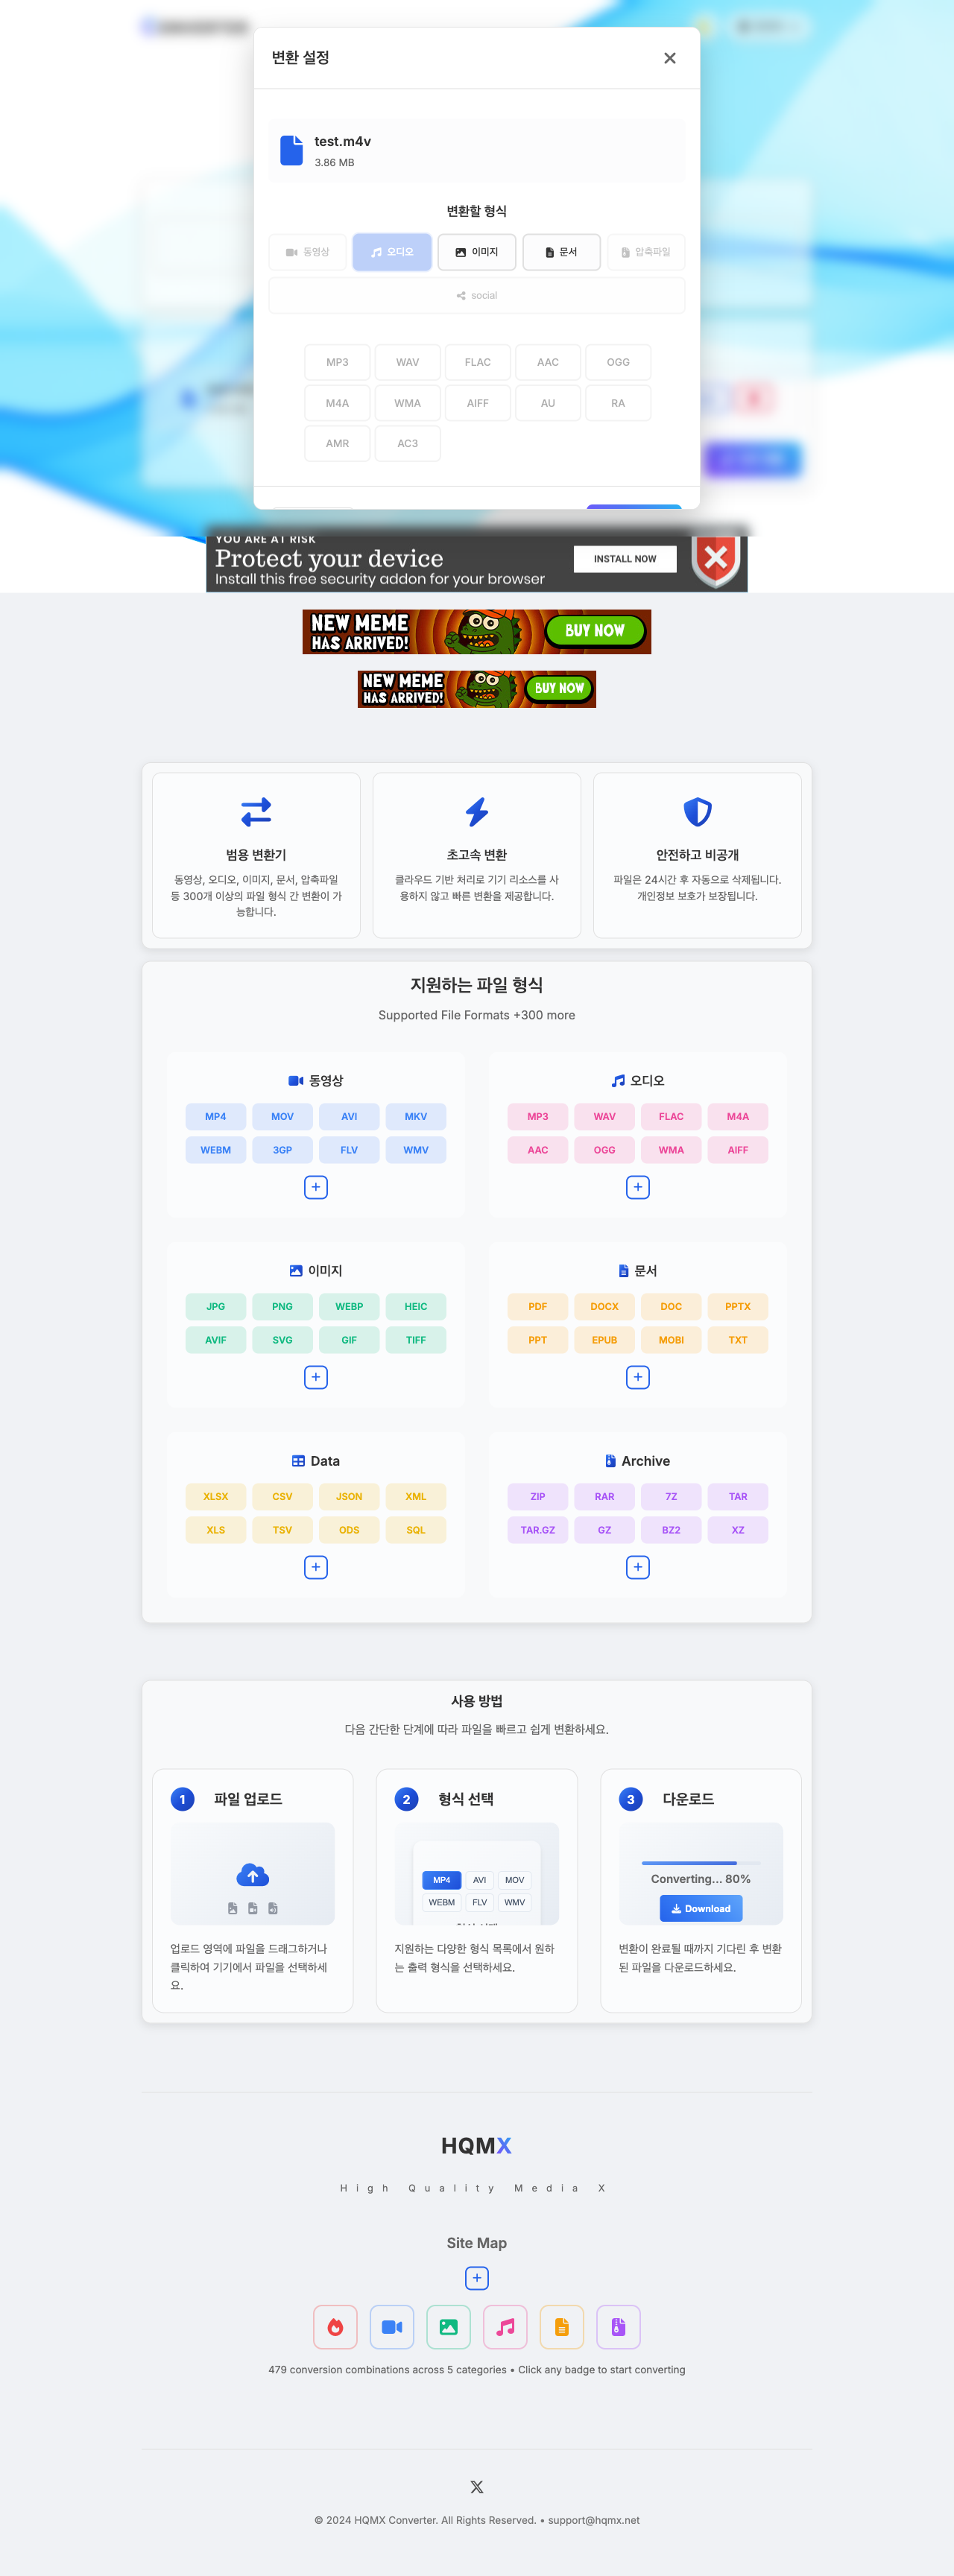 변환 설정
test.m4v
3.86 MB
변환할 형식
동영상 오디오 이미지 문서 압축파일
social
MP3 WAV FLAC AAC OGG
M4A WMA AIFF AU RA
AMR AC3
YOU ARE AT RISK
Protect your device
Install this free security addon for your browser
INSTALL NOW
NEW MEME
HAS ARRIVED!
BUY NOW
NEW MEME
HAS ARRIVED!
BUY NOW
범용 변환기
동영상, 오디오, 이미지, 문서, 압축파일
등 300개 이상의 파일 형식 간 변환이 가
능합니다.
초고속 변환
클라우드 기반 처리로 기기 리소스를 사
용하지 않고 빠른 변환을 제공합니다.
안전하고 비공개
파일은 24시간 후 자동으로 삭제됩니다.
개인정보 보호가 보장됩니다.
지원하는 파일 형식
Supported File Formats +300 more
동영상
MP4 MOV AVI MKV
WEBM 3GP FLV WMV
오디오
MP3 WAV FLAC M4A
AAC OGG WMA AIFF
이미지
JPG PNG WEBP HEIC
AVIF SVG GIF TIFF
문서
PDF DOCX DOC PPTX
PPT EPUB MOBI TXT
Data
XLSX CSV JSON XML
XLS TSV ODS SQL
Archive
ZIP RAR 7Z TAR
TAR.GZ GZ BZ2 XZ
사용 방법
다음 간단한 단계에 따라 파일을 빠르고 쉽게 변환하세요.
1 파일 업로드
업로드 영역에 파일을 드래그하거나
클릭하여 기기에서 파일을 선택하세
요.
2 형식 선택
MP4 AVI MOV
WEBM FLV WMV
지원하는 다양한 형식 목록에서 원하
는 출력 형식을 선택하세요.
3 다운로드
Converting... 80%
Download
변환이 완료될 때까지 기다린 후 변환
된 파일을 다운로드하세요.
HQMX
High Quality Media X
Site Map
479 conversion combinations across 5 categories • Click any badge to start converting
© 2024 HQMX Converter. All Rights Reserved. • support@hqmx.net